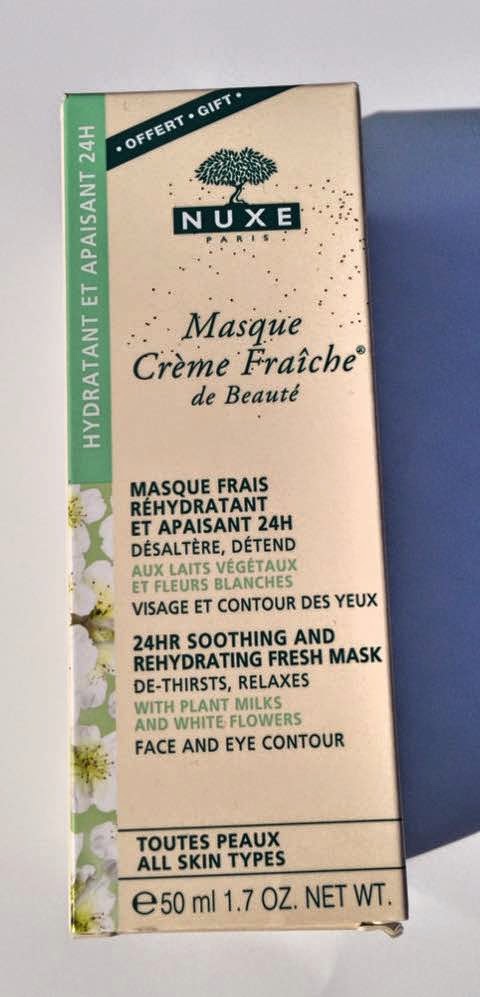 • OFFERT • GIFT •
NUXE
PARIS
HYDRATANT ET APAISANT 24H
Masque
Crème Fraîche®
de Beauté
MASQUE FRAIS
RÉHYDRATANT
ET APAISANT 24H
DÉSALTÈRE, DÉTEND
AUX LAITS VÉGÉTAUX
ET FLEURS BLANCHES
VISAGE ET CONTOUR DES YEUX
24HR SOOTHING AND
REHYDRATING FRESH MASK
DE-THIRSTS, RELAXES
WITH PLANT MILKS
AND WHITE FLOWERS
FACE AND EYE CONTOUR
TOUTES PEAUX
ALL SKIN TYPES
℮50 ml 1.7 OZ. NET WT.